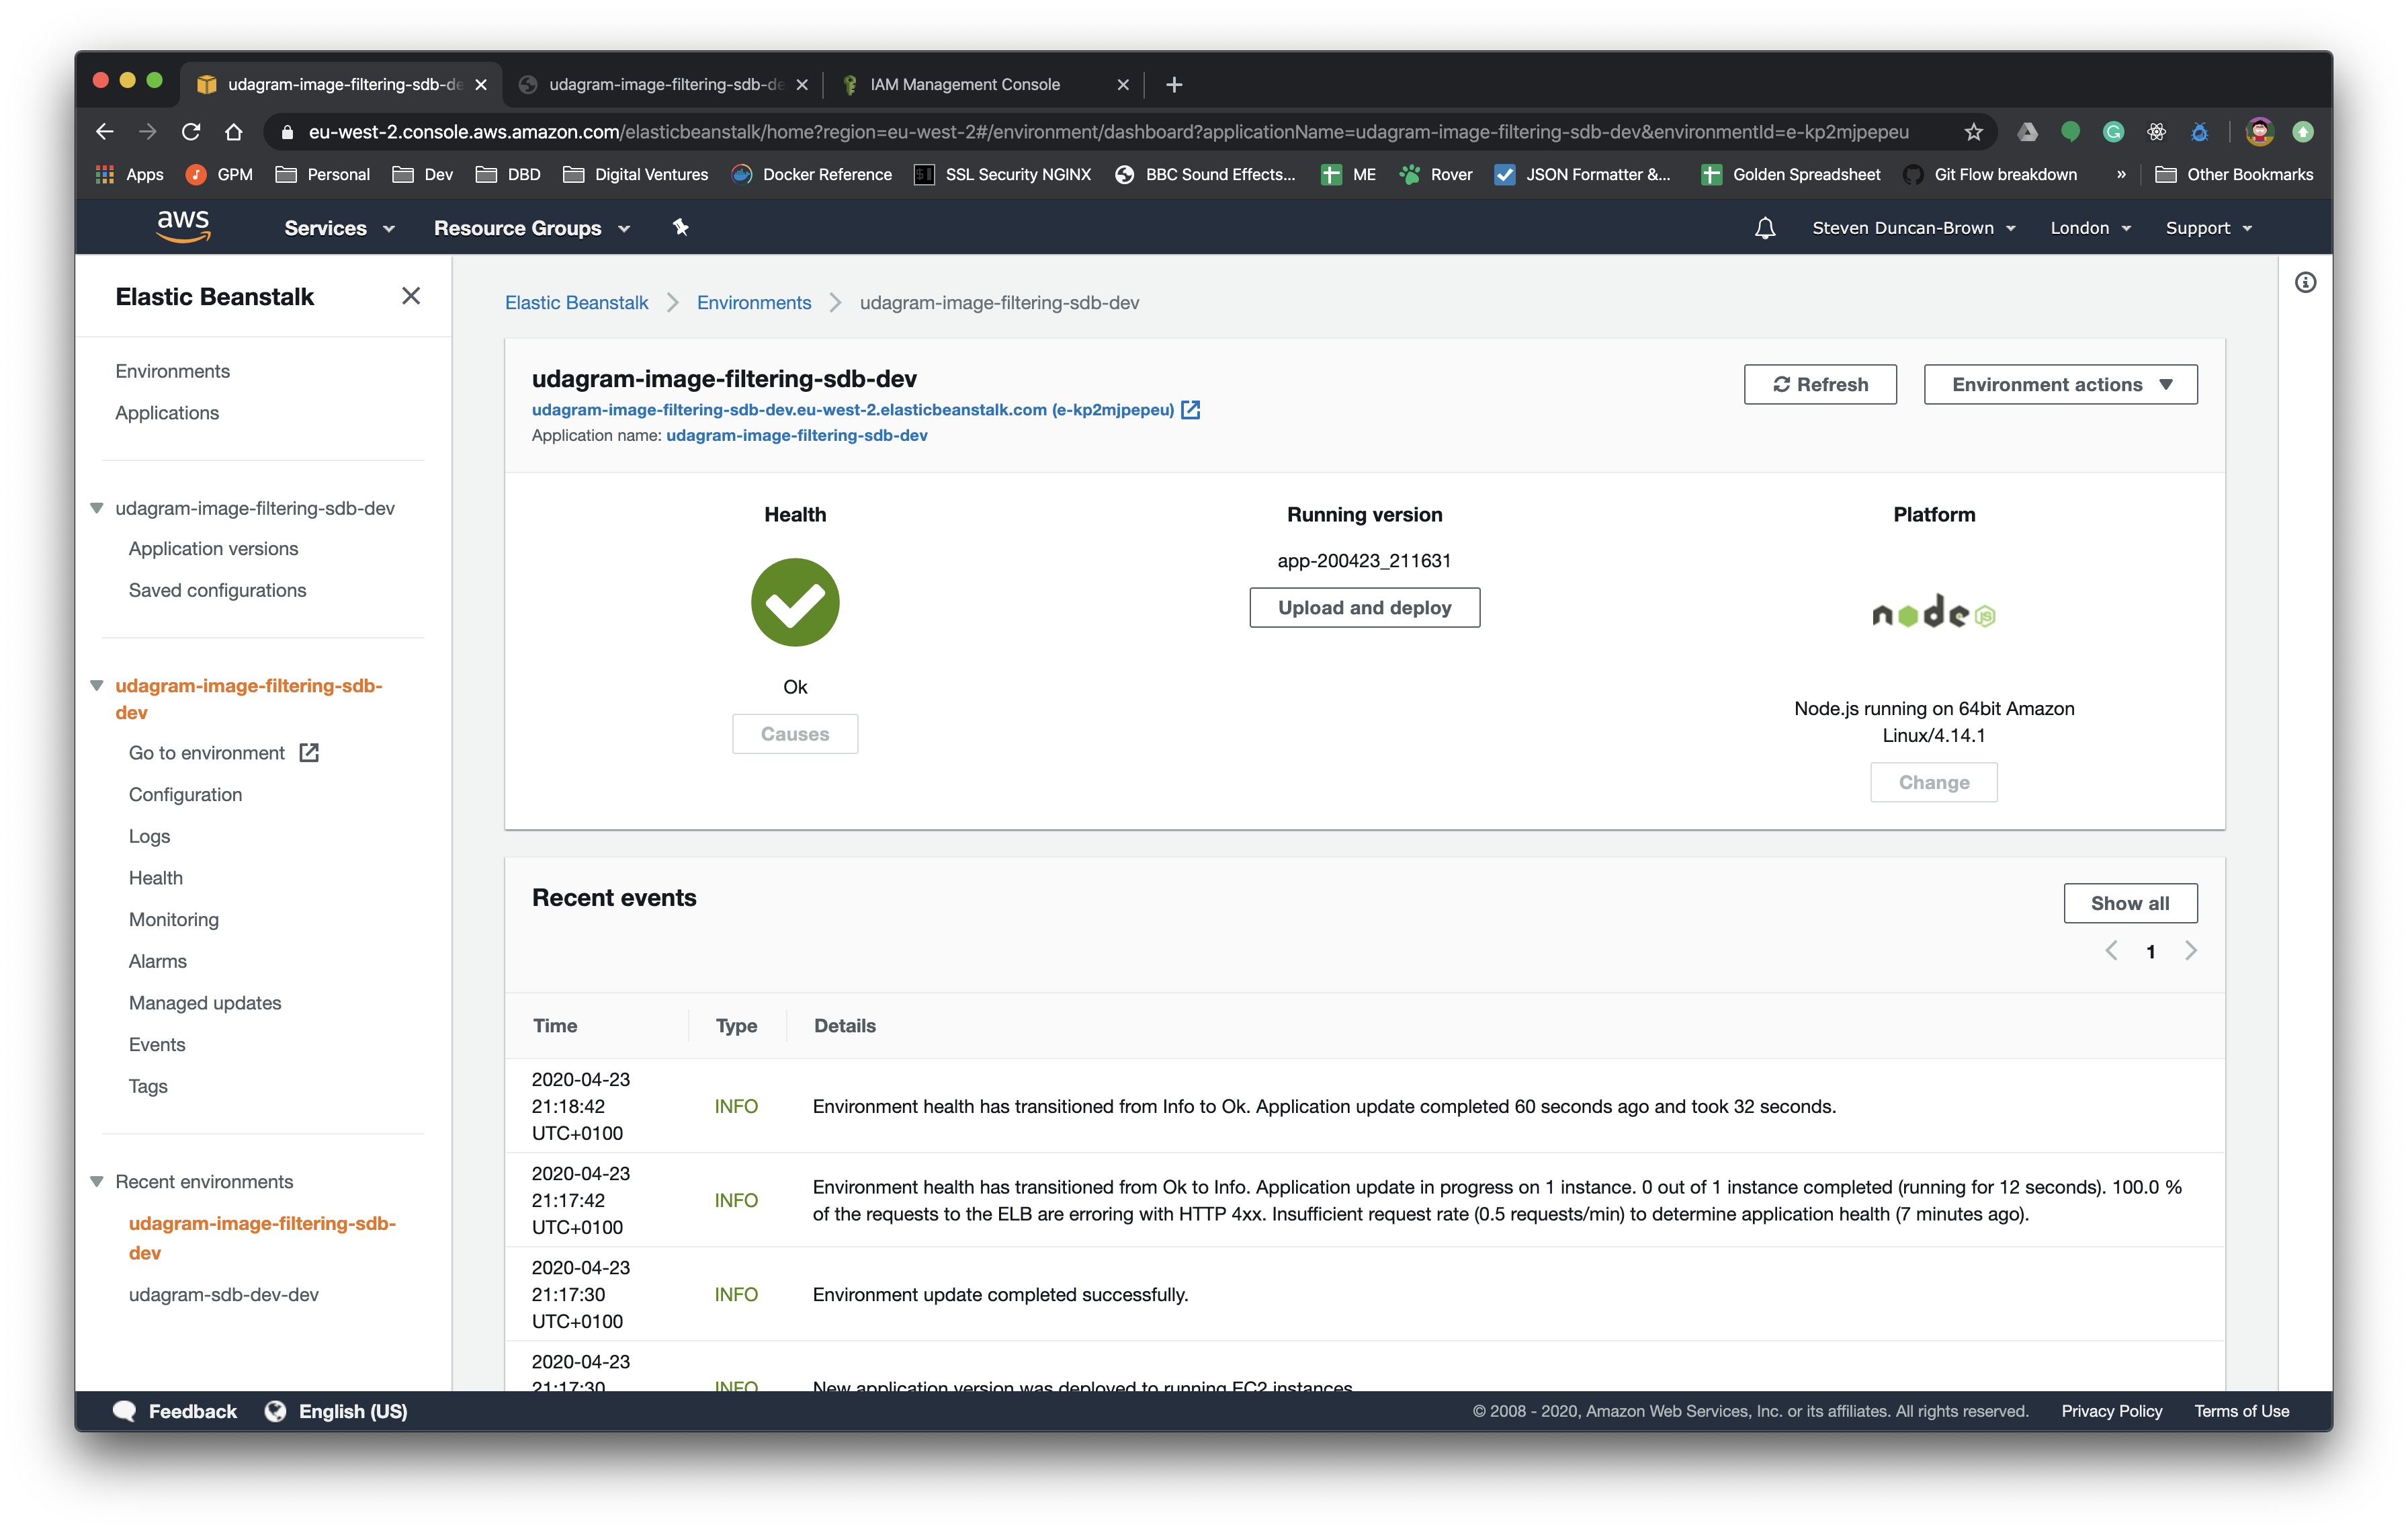 udagram-image-filtering-sdb-de
udagram-image-filtering-sdb-de
IAM Management Console
eu-west-2.console.aws.amazon.com/elasticbeanstalk/home?region=eu-west-2#/environment/dashboard?applicationName=udagram-image-filtering-sdb-dev&environmentId=e-kp2mjpepeu
Apps GPM Personal Dev DBD Digital Ventures Docker Reference SSL Security NGINX BBC Sound Effects... ME Rover JSON Formatter &... Golden Spreadsheet Git Flow breakdown » Other Bookmarks
aws Services Resource Groups Steven Duncan-Brown London Support
Elastic Beanstalk
Environments
Applications
udagram-image-filtering-sdb-dev
Application versions
Saved configurations
udagram-image-filtering-sdb-
dev
Go to environment
Configuration
Logs
Health
Monitoring
Alarms
Managed updates
Events
Tags
Recent environments
udagram-image-filtering-sdb-
dev
udagram-sdb-dev-dev
Elastic Beanstalk > Environments > udagram-image-filtering-sdb-dev
udagram-image-filtering-sdb-dev
udagram-image-filtering-sdb-dev.eu-west-2.elasticbeanstalk.com (e-kp2mjpepeu)
Application name: udagram-image-filtering-sdb-dev
Refresh
Environment actions
Health
Ok
Causes
Running version
app-200423_211631
Upload and deploy
Platform
node JS
Node.js running on 64bit Amazon
Linux/4.14.1
Change
Recent events
Show all
1
Time Type Details
2020-04-23
21:18:42
UTC+0100
INFO
Environment health has transitioned from Info to Ok. Application update completed 60 seconds ago and took 32 seconds.
2020-04-23
21:17:42
UTC+0100
INFO
Environment health has transitioned from Ok to Info. Application update in progress on 1 instance. 0 out of 1 instance completed (running for 12 seconds). 100.0 %
of the requests to the ELB are erroring with HTTP 4xx. Insufficient request rate (0.5 requests/min) to determine application health (7 minutes ago).
2020-04-23
21:17:30
UTC+0100
INFO
Environment update completed successfully.
2020-04-23
21:17:30
INFO
New application version was deployed to running EC2 instances.
Feedback English (US)
© 2008 - 2020, Amazon Web Services, Inc. or its affiliates. All rights reserved. Privacy Policy Terms of Use